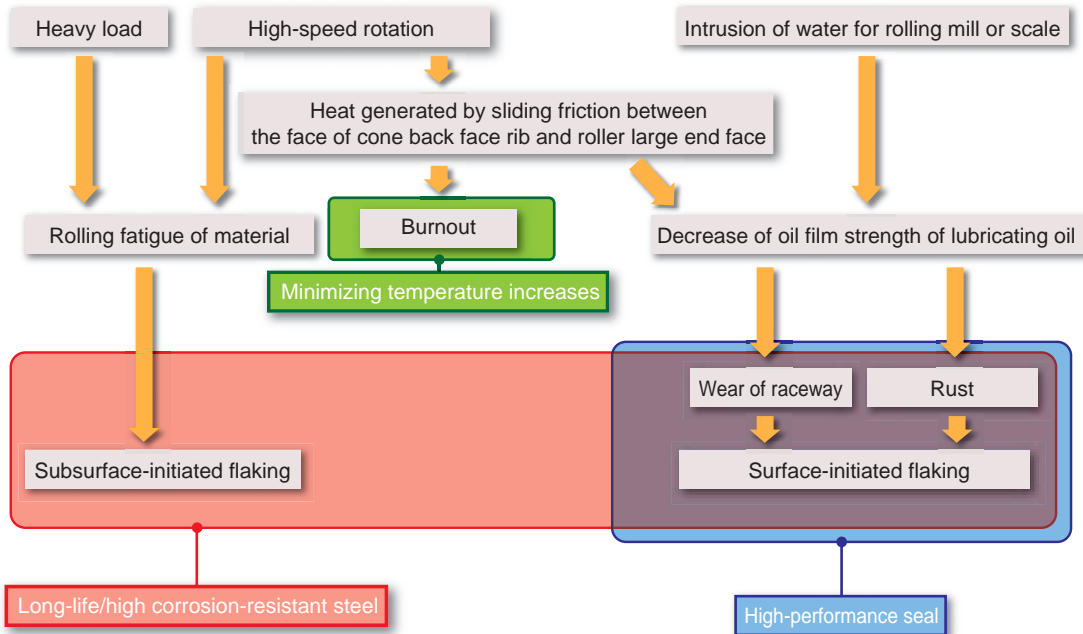 Heavy load
High-speed rotation
Intrusion of water for rolling mill or scale
Heat generated by sliding friction between
the face of cone back face rib and roller large end face
Rolling fatigue of material
Burnout
Decrease of oil film strength of lubricating oil
Minimizing temperature increases
Wear of raceway
Rust
Subsurface-initiated flaking
Surface-initiated flaking
Long-life/high corrosion-resistant steel
High-performance seal